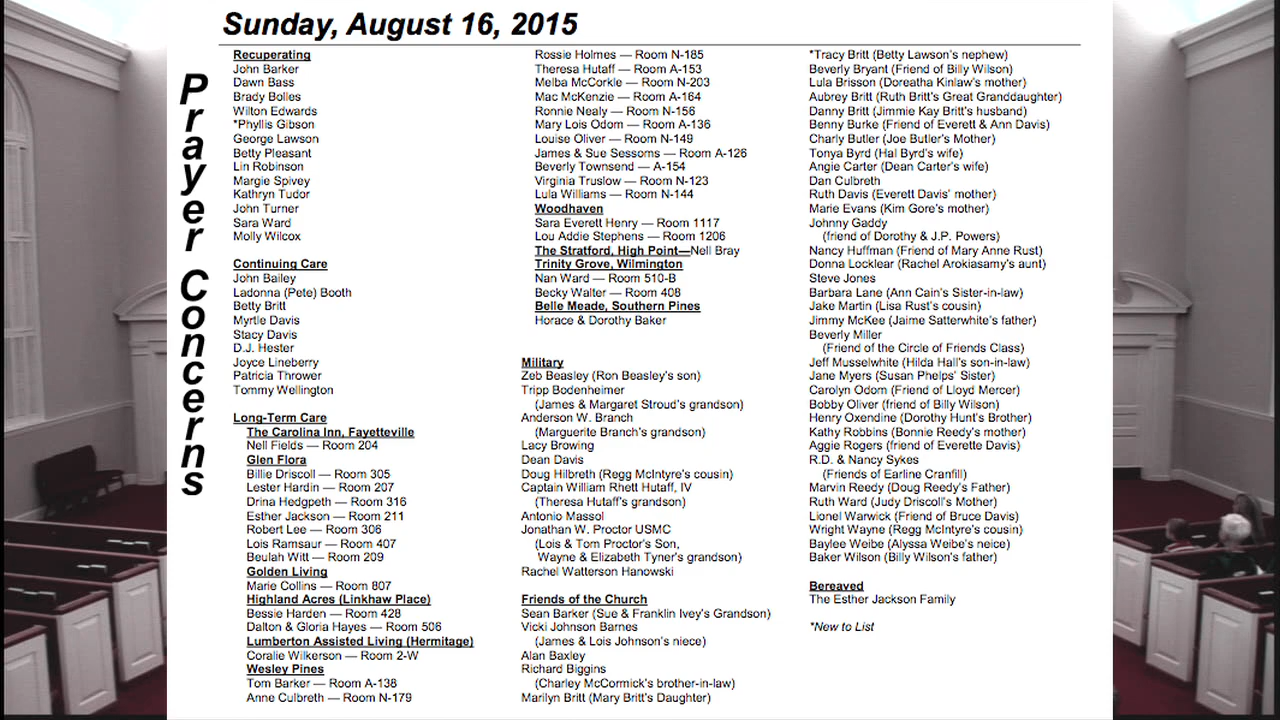 Sunday, August 16, 2015
Prayer Concerns
Recuperating
John Barker
Dawn Bass
Brady Bolles
Wilton Edwards
*Phyllis Gibson
George Lawson
Betty Pleasant
Lin Robinson
Margie Spivey
Kathryn Tudor
John Turner
Sara Ward
Molly Wilcox
Continuing Care
John Bailey
Ladonna (Pete) Booth
Betty Britt
Myrtle Davis
Stacy Davis
D.J. Hester
Joyce Lineberry
Patricia Thrower
Tommy Wellington
Long-Term Care
The Carolina Inn, Fayetteville
Nell Fields — Room 204
Glen Flora
Billie Driscoll — Room 305
Lester Hardin — Room 207
Drina Hedgpeth — Room 316
Esther Jackson — Room 211
Robert Lee — Room 306
Lois Ramsaur — Room 407
Beulah Witt — Room 209
Golden Living
Marie Collins — Room 807
Highland Acres (Linkhaw Place)
Bessie Harden — Room 428
Dalton & Gloria Hayes — Room 506
Lumberton Assisted Living (Hermitage)
Coralie Wilkerson — Room 2-W
Wesley Pines
Tom Barker — Room A-138
Anne Culbreth — Room N-179
Rossie Holmes — Room N-185
Theresa Hutaff — Room A-153
Melba McCorkle — Room N-203
Mac McKenzie — Room A-164
Ronnie Nealy — Room N-156
Mary Lois Odom — Room A-136
Louise Oliver — Room N-149
James & Sue Sessoms — Room A-126
Beverly Townsend — A-154
Virginia Truslow — Room N-123
Lula Williams — Room N-144
Woodhaven
Sara Everett Henry — Room 1117
Lou Addie Stephens — Room 1206
The Stratford, High Point—Nell Bray
Trinity Grove, Wilmington
Nan Ward — Room 510-B
Becky Walter — Room 408
Belle Meade, Southern Pines
Horace & Dorothy Baker
Military
Zeb Beasley (Ron Beasley's son)
Tripp Bodenheimer
(James & Margaret Stroud's grandson)
Anderson W. Branch
(Marguerite Branch's grandson)
Lacy Browing
Dean Davis
Doug Hilbreth (Regg McIntyre's cousin)
Captain William Rhett Hutaff, IV
(Theresa Hutaff's grandson)
Antonio Massol
Jonathan W. Proctor USMC
(Lois & Tom Proctor's Son,
Wayne & Elizabeth Tyner's grandson)
Rachel Watterson Hanowski
Friends of the Church
Sean Barker (Sue & Franklin Ivey's Grandson)
Vicki Johnson Barnes
(James & Lois Johnson's niece)
Alan Baxley
Richard Biggins
(Charley McCormick's brother-in-law)
Marilyn Britt (Mary Britt's Daughter)
*Tracy Britt (Betty Lawson's nephew)
Beverly Bryant (Friend of Billy Wilson)
Lula Brisson (Doreatha Kinlaw's mother)
Aubrey Britt (Ruth Britt's Great Granddaughter)
Danny Britt (Jimmie Kay Britt's husband)
Benny Burke (Friend of Everett & Ann Davis)
Charly Butler (Joe Butler's Mother)
Tonya Byrd (Hal Byrd's wife)
Angie Carter (Dean Carter's wife)
Dan Culbreth
Ruth Davis (Everett Davis' mother)
Marie Evans (Kim Gore's mother)
Johnny Gaddy
(friend of Dorothy & J.P. Powers)
Nancy Huffman (Friend of Mary Anne Rust)
Donna Locklear (Rachel Arokiasamy's aunt)
Steve Jones
Barbara Lane (Ann Cain's Sister-in-law)
Jake Martin (Lisa Rust's cousin)
Jimmy McKee (Jaime Satterwhite's father)
Beverly Miller
(Friend of the Circle of Friends Class)
Jeff Musselwhite (Hilda Hall's son-in-law)
Jane Myers (Susan Phelps' Sister)
Carolyn Odom (Friend of Lloyd Mercer)
Bobby Oliver (friend of Billy Wilson)
Henry Oxendine (Dorothy Hunt's Brother)
Kathy Robbins (Bonnie Reedy's mother)
Aggie Rogers (friend of Everette Davis)
R.D. & Nancy Sykes
(Friends of Earline Cranfill)
Marvin Reedy (Doug Reedy's Father)
Ruth Ward (Judy Driscoll's Mother)
Lionel Warwick (Friend of Bruce Davis)
Wright Wayne (Regg McIntyre's cousin)
Baylee Weibe (Alyssa Weibe's neice)
Baker Wilson (Billy Wilson's father)
Bereaved
The Esther Jackson Family
*New to List